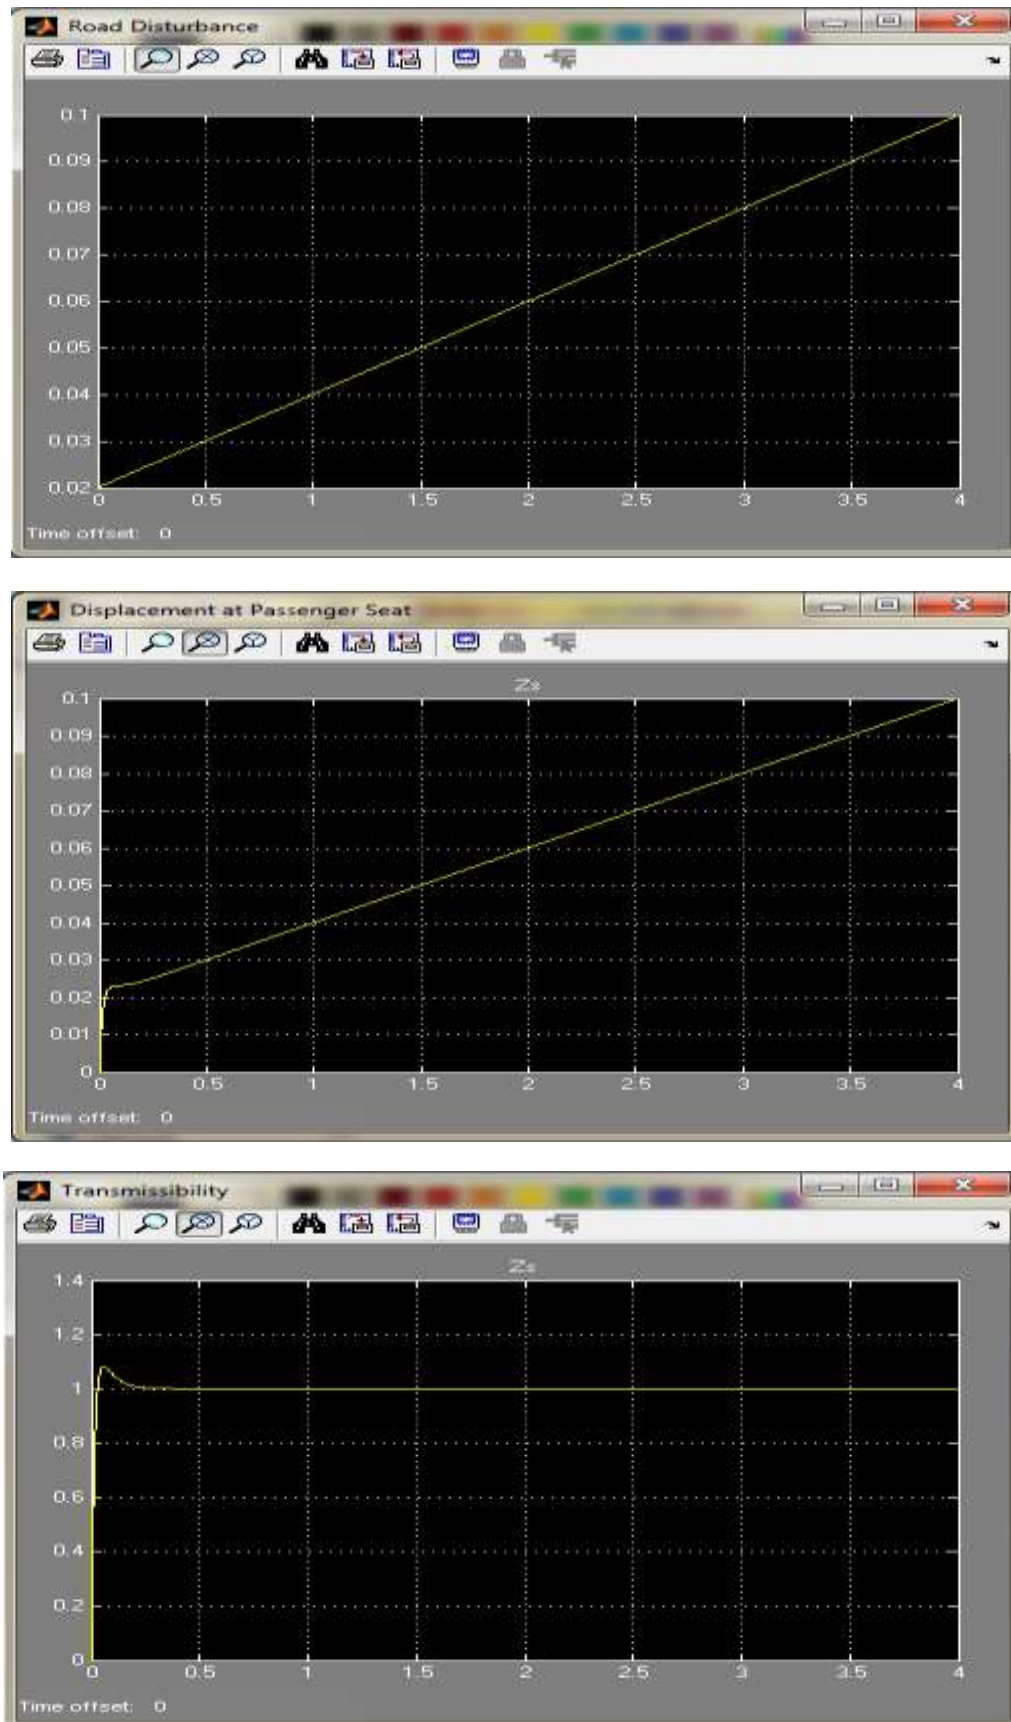 Road Disturbance
0.1
0.09
0.08
0.07
0.06
0.05
0.04
0.03
0.02
0 0.5 1 1.5 2 2.5 3 3.5 4
Time offset: 0
Displacement at Passenger Seat
Zs
0.1
0.09
0.08
0.07
0.06
0.05
0.04
0.03
0.02
0.01
0
0 0.5 1 1.5 2 2.5 3 3.5 4
Time offset: 0
Transmissibility
Zs
1.4
1.2
1
0.8
0.6
0.4
0.2
0
0 0.5 1 1.5 2 2.5 3 3.5 4
Time offset: 0